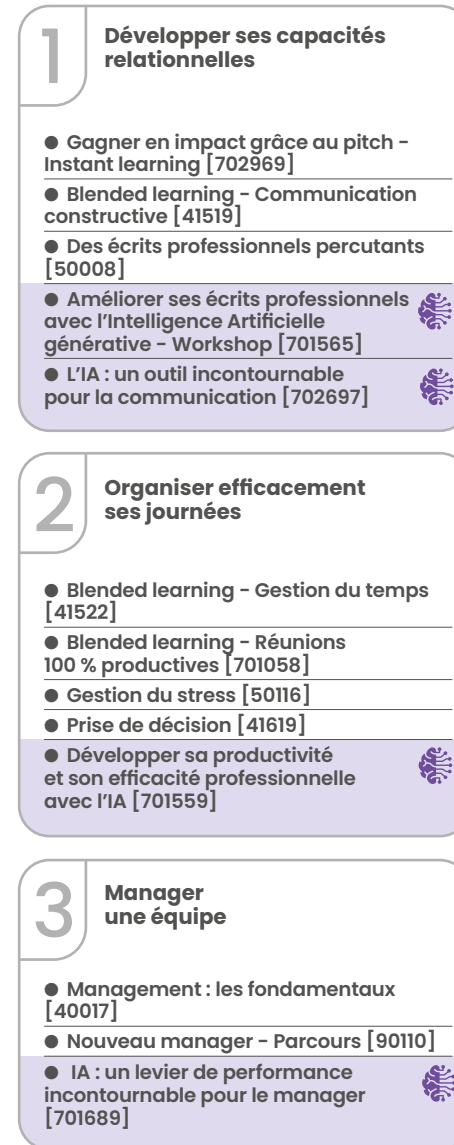 1
Développer ses capacités
relationnelles
● Gagner en impact grâce au pitch -
Instant learning [702969]
● Blended learning - Communication
constructive [41519]
● Des écrits professionnels percutants
[50008]
● Améliorer ses écrits professionnels
avec l’Intelligence Artificielle
générative - Workshop [701565]
● L’IA : un outil incontournable
pour la communication [702697]
2
Organiser efficacement
ses journées
● Blended learning - Gestion du temps
[41522]
● Blended learning - Réunions
100 % productives [701058]
● Gestion du stress [50116]
● Prise de décision [41619]
● Développer sa productivité
et son efficacité professionnelle
avec l’IA [701559]
3
Manager
une équipe
● Management : les fondamentaux
[40017]
● Nouveau manager - Parcours [90110]
● IA : un levier de performance
incontournable pour le manager
[701689]